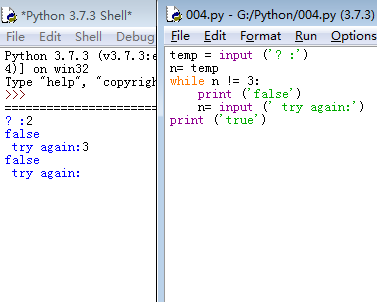 *Python 3.7.3 Shell*
File Edit Shell Debug
Python 3.7.3 (v3.7.3:e
4)] on win32
Type "help", "copyrigh
>>>
=========================
? :2
false
 try again:3
false
 try again:
004.py - G:/Python/004.py (3.7.3)
File Edit Format Run Options
temp = input ('? :')
n= temp
while n != 3:
    print ('false')
    n= input (' try again:')
print ('true')